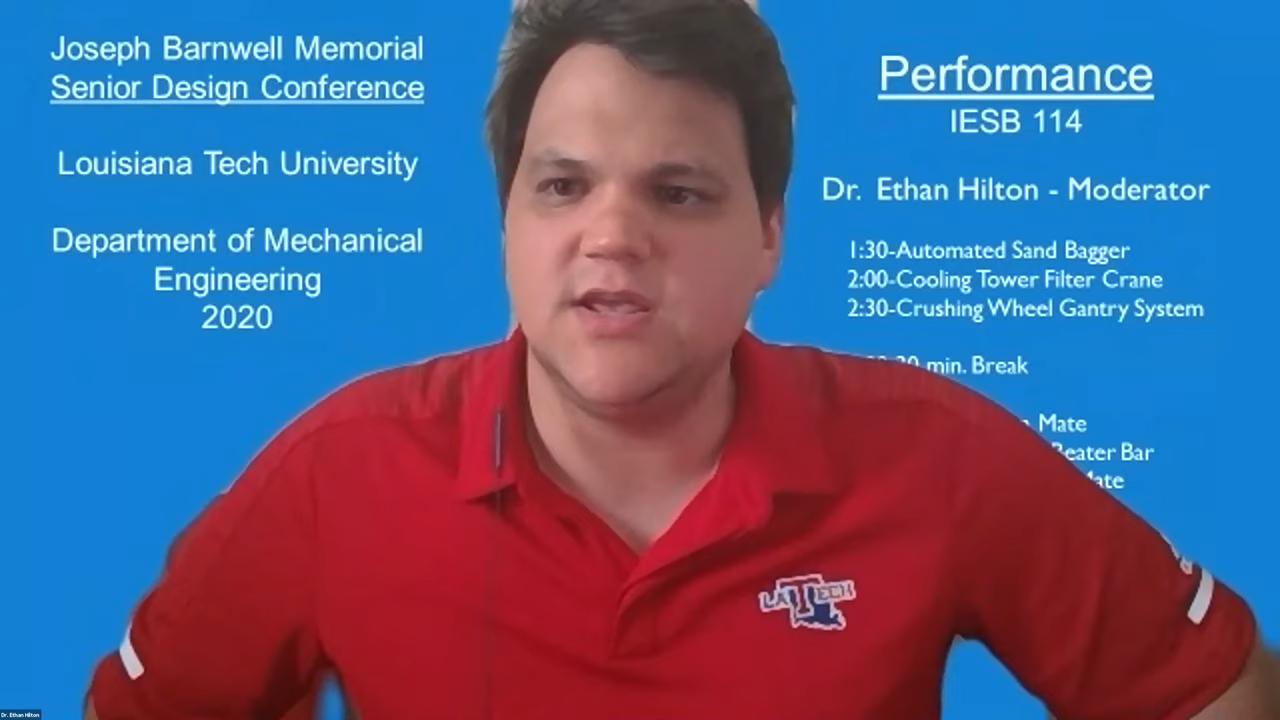 Joseph Barnwell Memorial
Senior Design Conference
Louisiana Tech University
Department of Mechanical
Engineering
2020
Performance
IESB 114
Dr. Ethan Hilton - Moderator
1:30-Automated Sand Bagger
2:00-Cooling Tower Filter Crane
2:30-Crushing Wheel Gantry System
min. Break
Mate
Beater Bar
Mate
LA TECH
Dr. Ethan Hilton